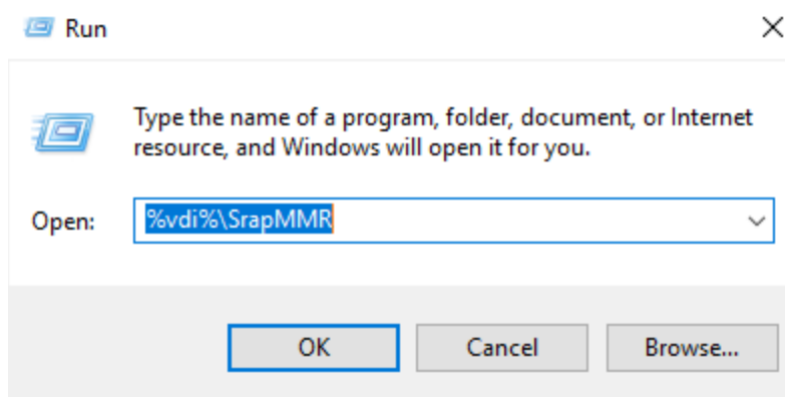 Run
Type the name of a program, folder, document, or Internet
resource, and Windows will open it for you.
Open: %vdi%\SrapMMR
OK Cancel Browse...